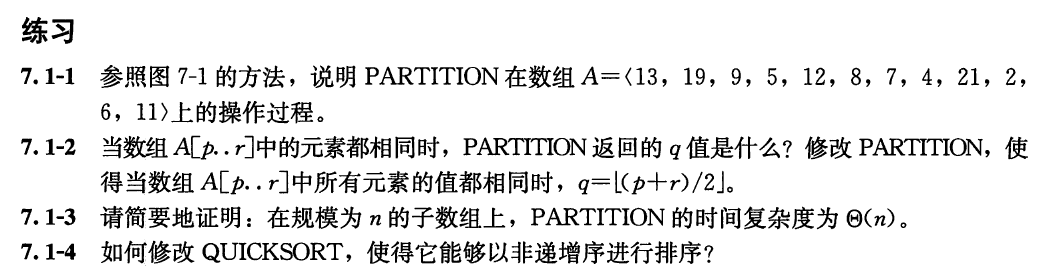 练习
7.1-1 参照图 7-1 的方法，说明 PARTITION 在数组 A=⟨13，19，9，5，12，8，7，4，21，2，
6，11⟩上的操作过程。
7.1-2 当数组 A[p..r]中的元素都相同时，PARTITION 返回的 q 值是什么？修改 PARTITION，使
得当数组 A[p..r]中所有元素的值都相同时，q=⌊(p+r)/2⌋。
7.1-3 请简要地证明：在规模为 n 的子数组上，PARTITION 的时间复杂度为 Θ(n)。
7.1-4 如何修改 QUICKSORT，使得它能够以非递增序进行排序？